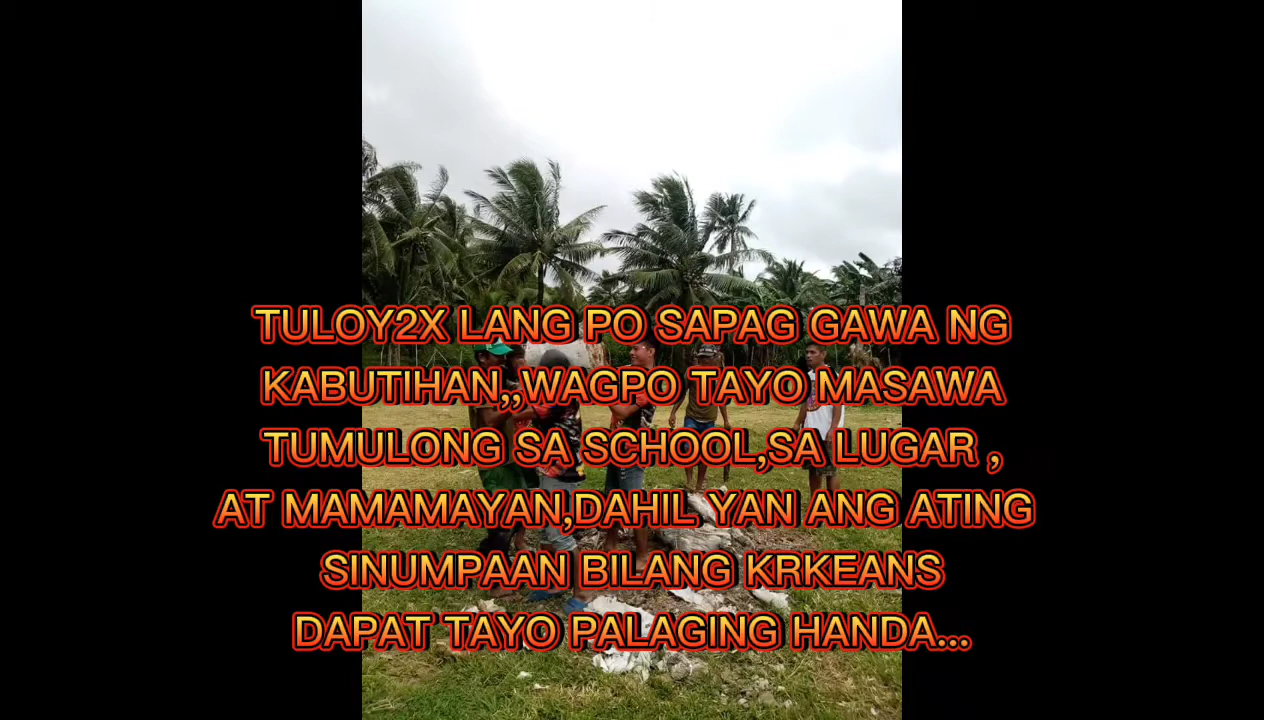 TULOY2X LANG PO SAPAG GAWA NG
KABUTIHAN,,WAGPO TAYO MASAWA
TUMULONG SA SCHOOL,SA LUGAR ,
AT MAMAMAYAN,DAHIL YAN ANG ATING
SINUMPAAN BILANG KRKEANS
DAPAT TAYO PALAGING HANDA...